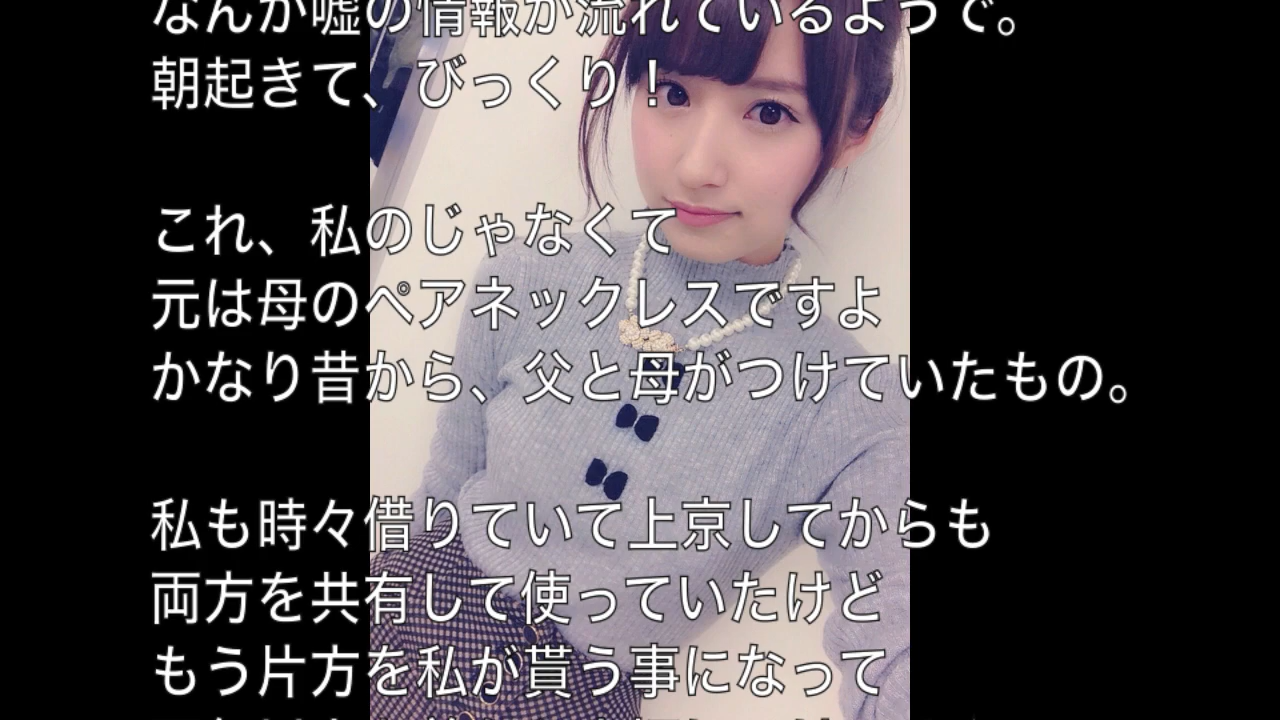 なんか嘘の情報が流れているようで。
朝起きて、びっくり！
これ、私のじゃなくて
元は母のペアネックレスですよ
かなり昔から、父と母がつけていたもの。
私も時々借りていて上京してからも
両方を共有して使っていたけど
もう片方を私が貰う事になって